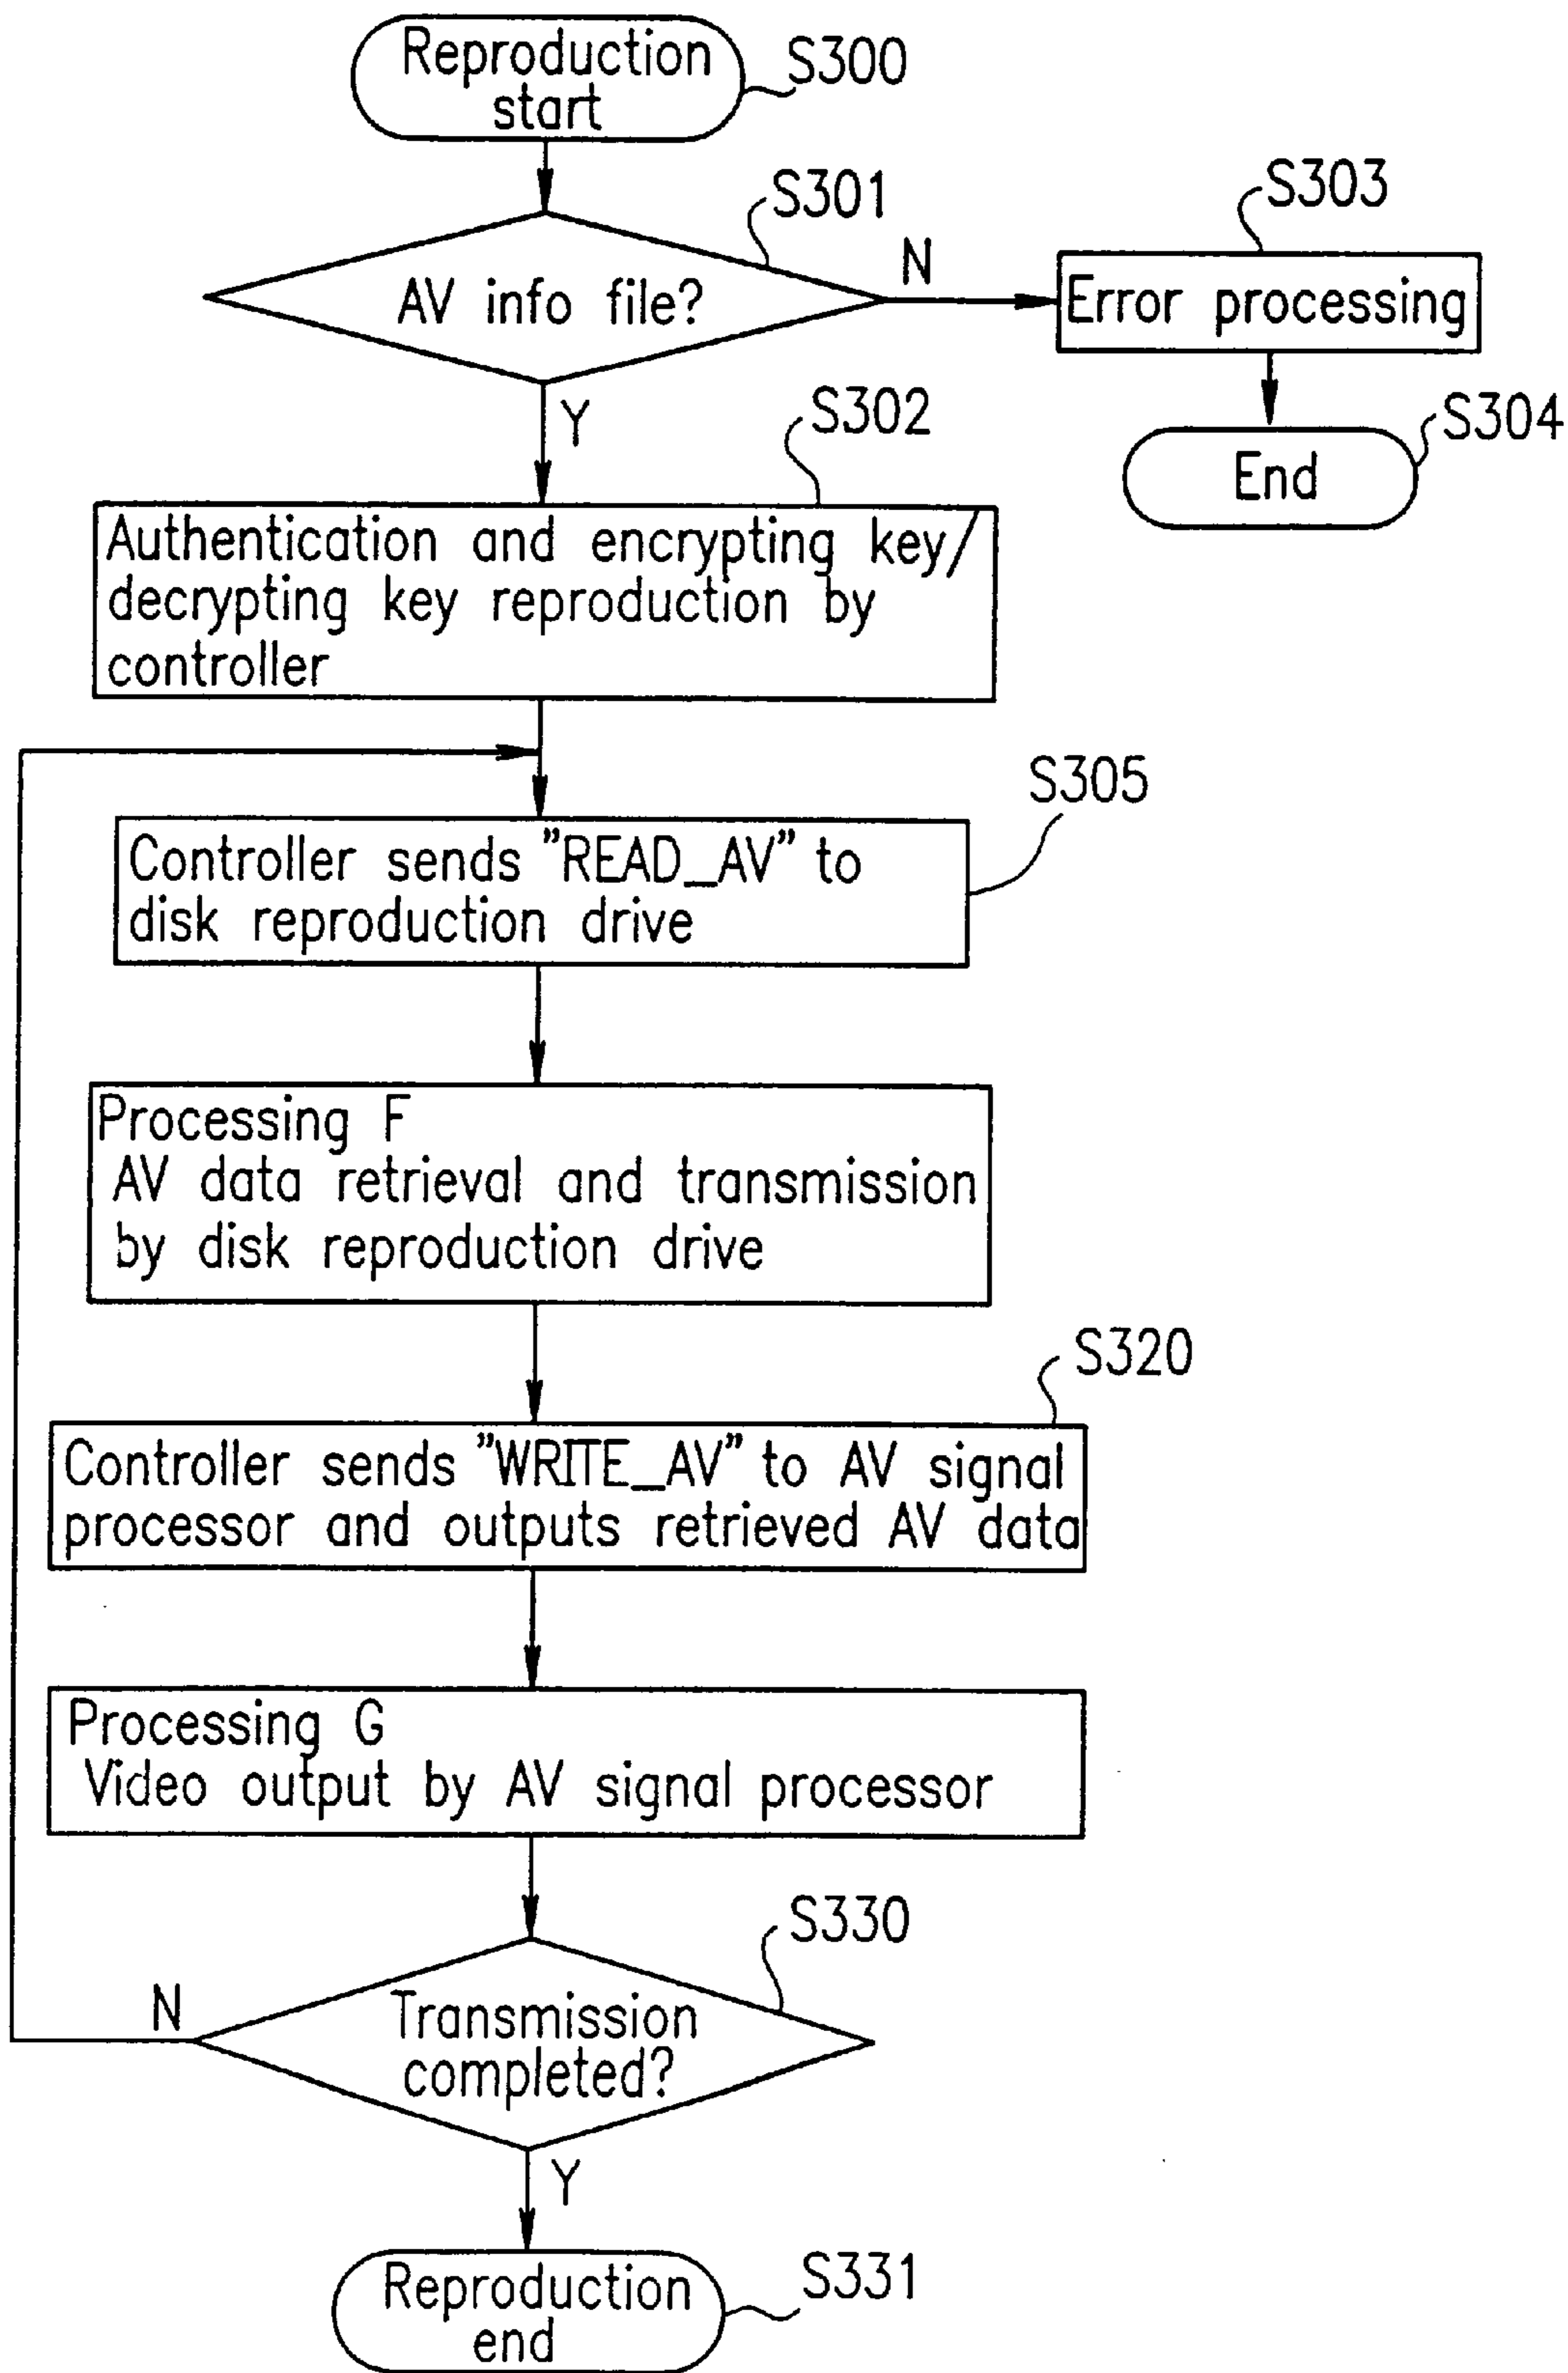 Reproduction
start
S300
S301
AV info file?
N
S303
Error processing
S304
End
Y
S302
Authentication and encrypting key/
decrypting key reproduction by
controller
S305
Controller sends "READ_AV" to
disk reproduction drive
Processing F
AV data retrieval and transmission
by disk reproduction drive
S320
Controller sends "WRITE_AV" to AV signal
processor and outputs retrieved AV data
Processing G
Video output by AV signal processor
S330
N
Transmission
completed?
Y
Reproduction
end
S331